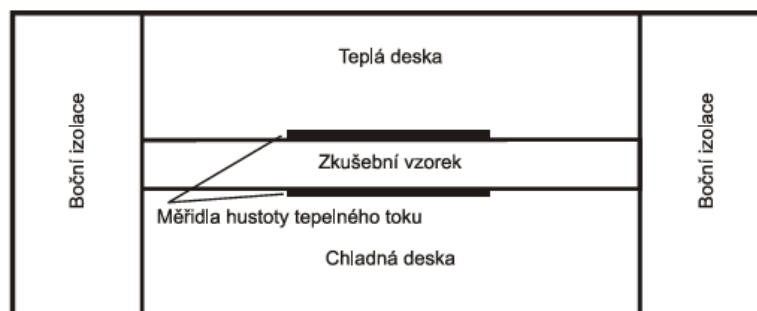 Teplá deska
Boční izolace
Zkušební vzorek
Boční izolace
Měřidla hustoty tepelného toku
Chladná deska